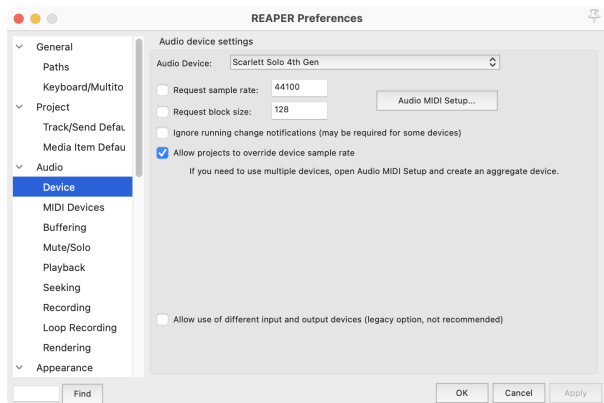 REAPER Preferences
General
Paths
Keyboard/Multito
Project
Track/Send Defau
Media Item Defau
Audio
Device
MIDI Devices
Buffering
Mute/Solo
Playback
Seeking
Recording
Loop Recording
Rendering
Appearance
Find
Audio device settings
Audio Device: Scarlett Solo 4th Gen
Request sample rate: 44100
Request block size: 128
Audio MIDI Setup...
Ignore running change notifications (may be required for some devices)
Allow projects to override device sample rate
If you need to use multiple devices, open Audio MIDI Setup and create an aggregate device.
Allow use of different input and output devices (legacy option, not recommended)
OK Cancel Apply